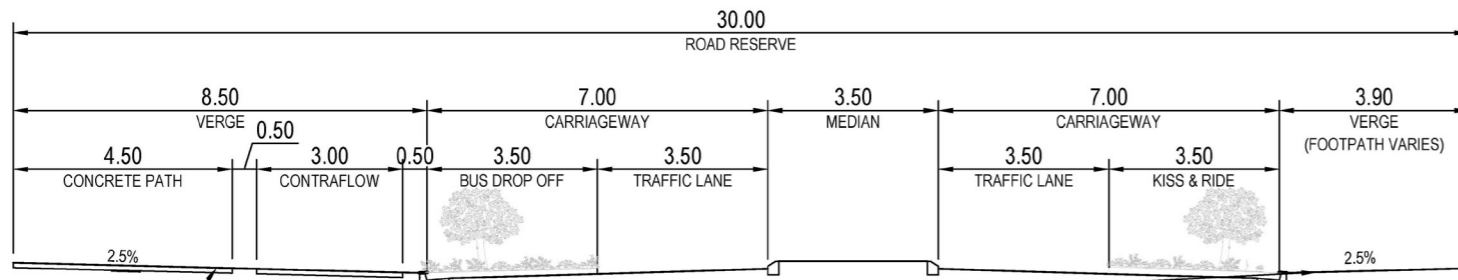 30.00
ROAD RESERVE
8.50
VERGE
7.00
CARRIAGEWAY
3.50
MEDIAN
7.00
CARRIAGEWAY
3.90
VERGE
(FOOTPATH VARIES)
4.50
CONCRETE PATH
0.50
3.00
CONTRAFLOW
0.50
3.50
BUS DROP OFF
3.50
TRAFFIC LANE
3.50
TRAFFIC LANE
3.50
KISS & RIDE
2.5%
2.5%